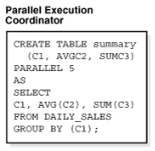 Parallel Execution
Coordinator
CREATE TABLE summary
(C1, AVGC2, SUMC3)
PARALLEL 5
AS
SELECT
C1, AVG(C2), SUM(C3)
FROM DAILY_SALES
GROUP BY (C1);